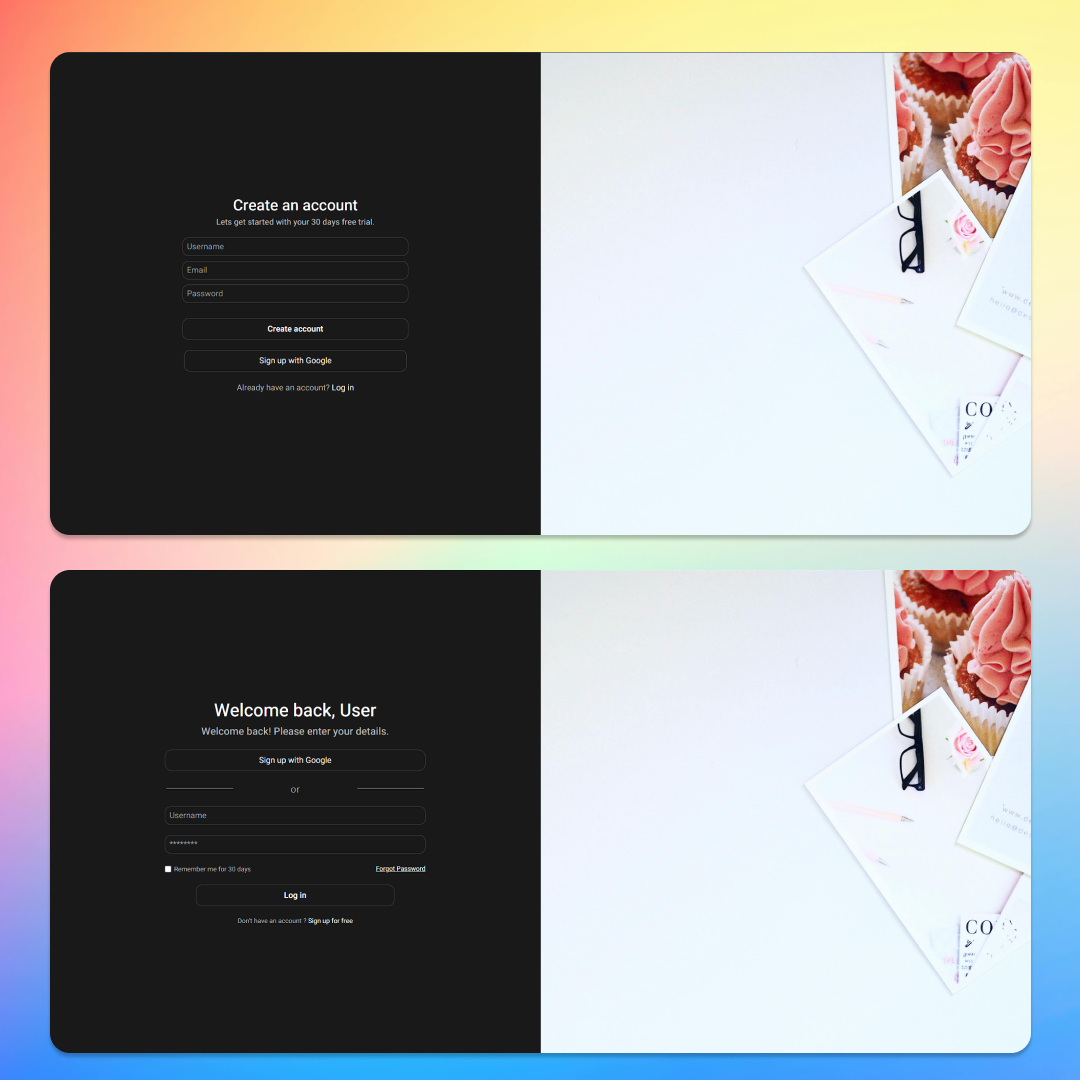 Create an account
Lets get started with your 30 days free trial.
Username
Email
Password
Create account
Sign up with Google
Already have an account? Log in
CO
Welcome back, User
Welcome back! Please enter your details.
Sign up with Google
or
Username
********
Remember me for 30 days
Forgot Password
Log in
Don't have an account ? Sign up for free
CO